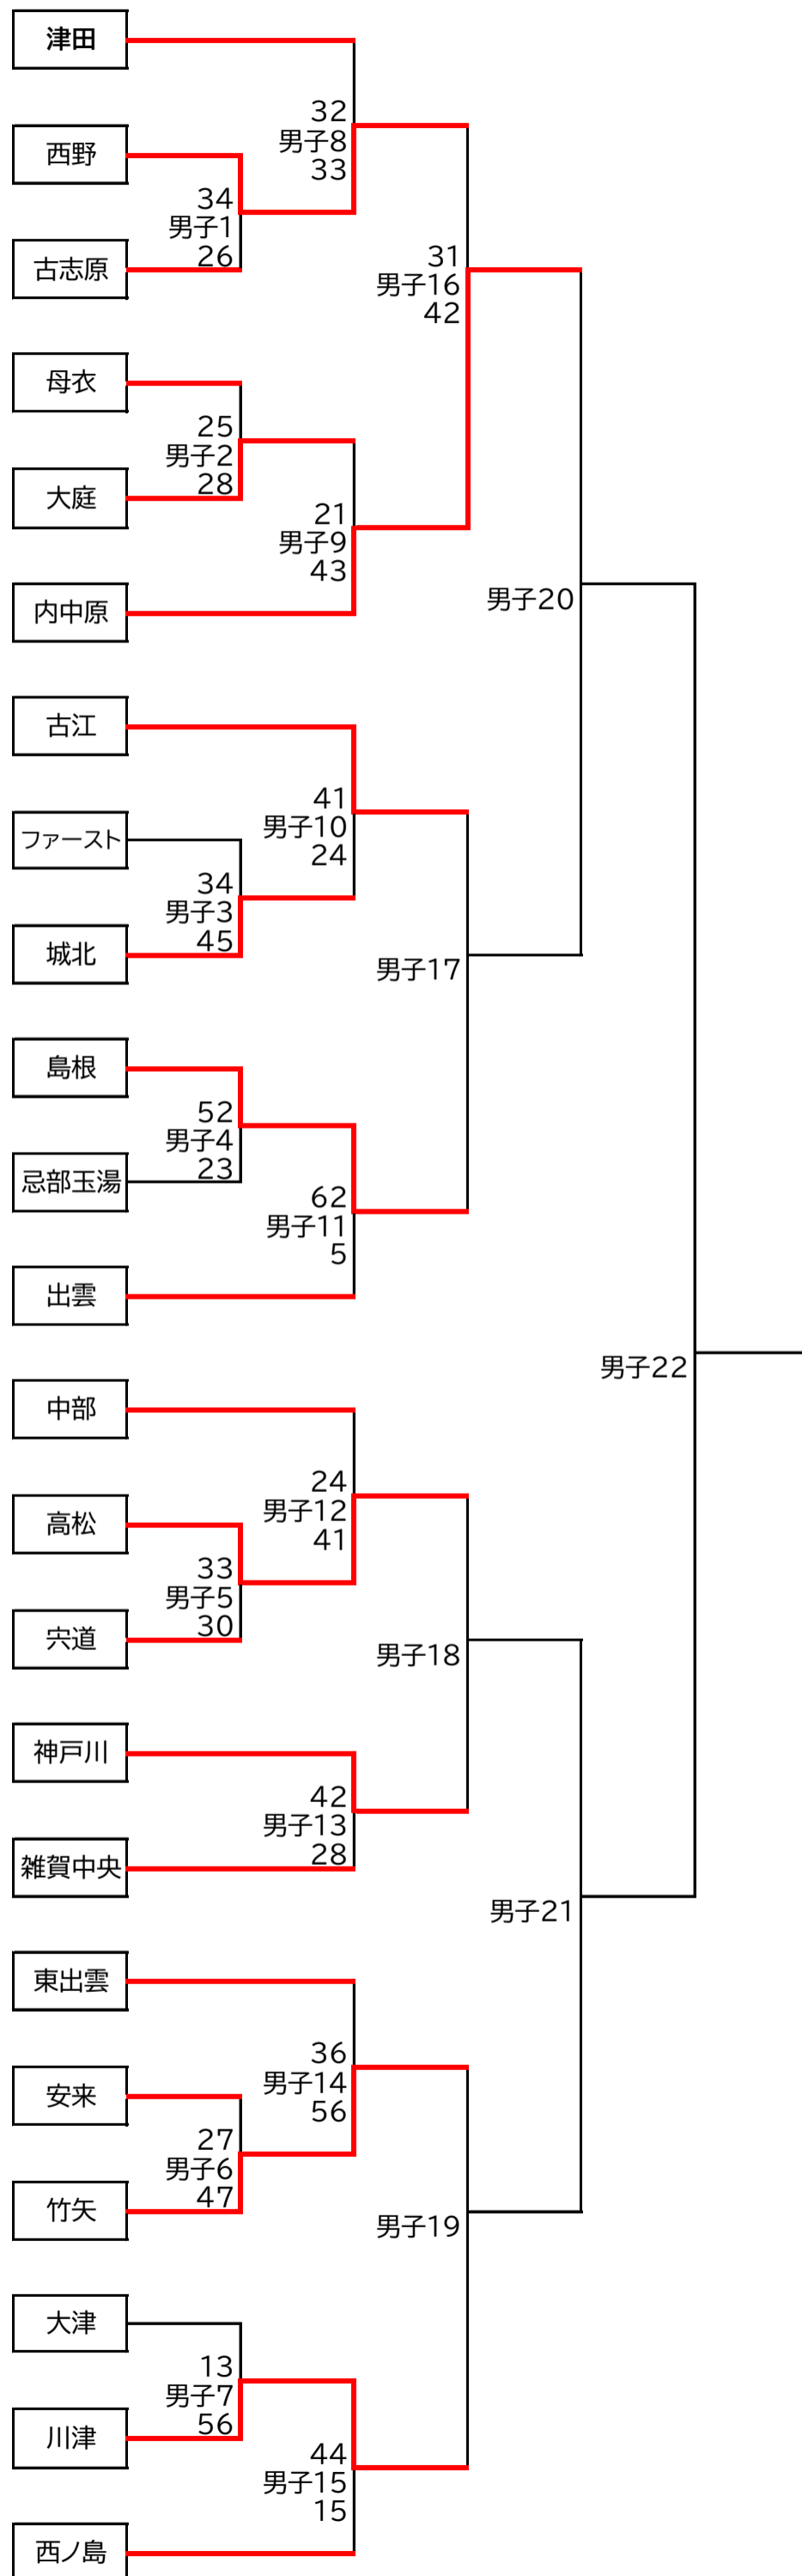 津田
32
男子8
33
西野
34
男子1
26
古志原
31
男子16
42
母衣
25
男子2
28
大庭
21
男子9
43
内中原
男子20
古江
41
男子10
24
ファースト
34
男子3
45
城北
男子17
島根
52
男子4
23
忌部玉湯
62
男子11
5
出雲
男子22
中部
24
男子12
41
高松
33
男子5
30
宍道
男子18
神戸川
42
男子13
28
雑賀中央
男子21
東出雲
36
男子14
56
安来
27
男子6
47
竹矢
男子19
大津
13
男子7
56
川津
44
男子15
15
西ノ島